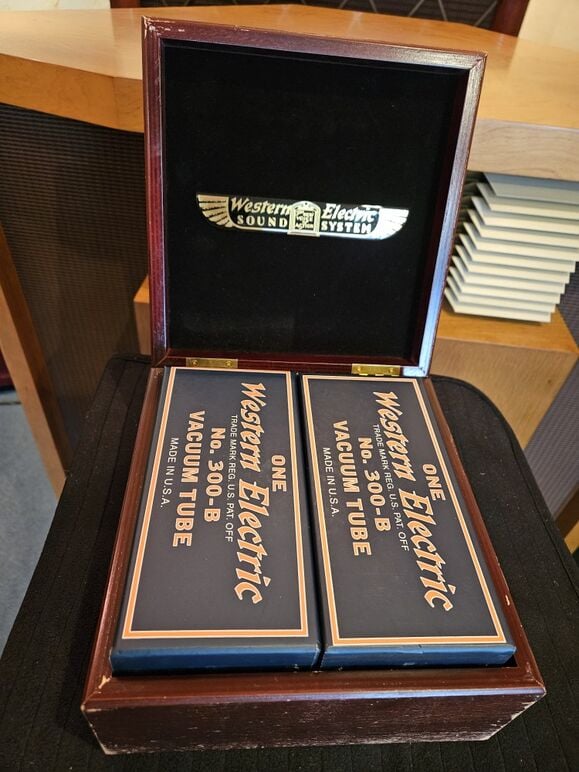 Western Electric
SOUND SYSTEM
ONE
Western Electric
TRADE MARK REG. U.S. PAT. OFF
No. 300-B
VACUUM TUBE
MADE IN U.S.A.
ONE
Western Electric
TRADE MARK REG. U.S. PAT. OFF
No. 300-B
VACUUM TUBE
MADE IN U.S.A.